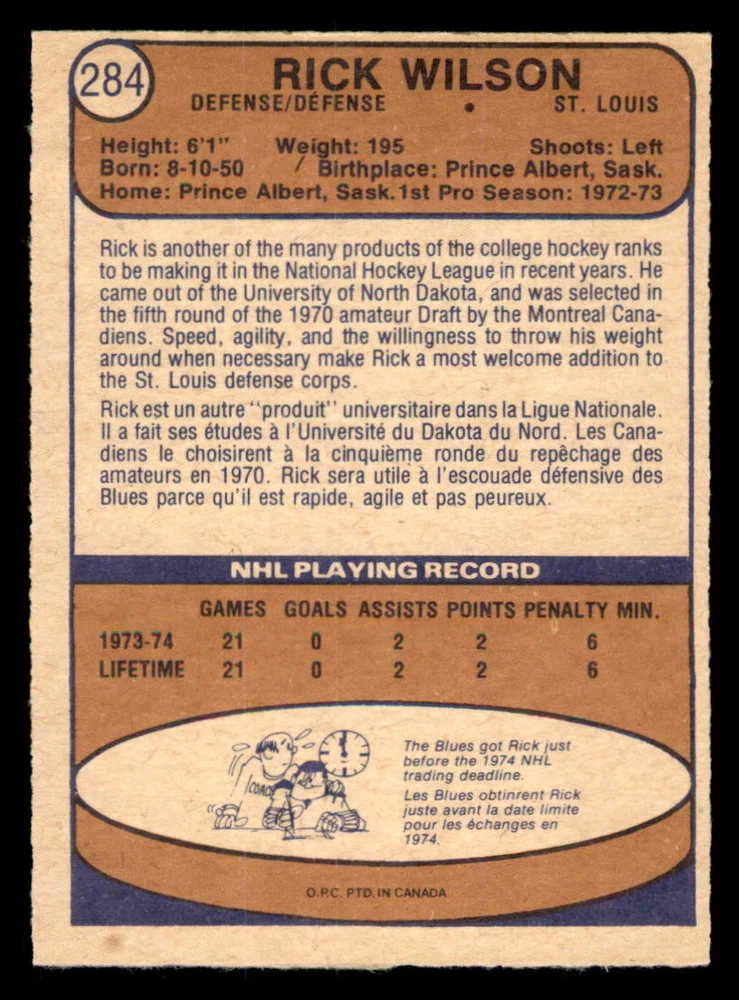 284
RICK WILSON
DEFENSE/DÉFENSE • ST. LOUIS
Height: 6'1" Weight: 195 Shoots: Left
Born: 8-10-50 Birthplace: Prince Albert, Sask.
Home: Prince Albert, Sask. 1st Pro Season: 1972-73
Rick is another of the many products of the college hockey ranks
to be making it in the National Hockey League in recent years. He
came out of the University of North Dakota, and was selected in
the fifth round of the 1970 amateur Draft by the Montreal Cana-
diens. Speed, agility, and the willingness to throw his weight
around when necessary make Rick a most welcome addition to
the St. Louis defense corps.
Rick est un autre "produit" universitaire dans la Ligue Nationale.
Il a fait ses études à l'Université du Dakota du Nord. Les Cana-
diens le choisirent à la cinquième ronde du repêchage des
amateurs en 1970. Rick sera utile à l'escouade défensive des
Blues parce qu'il est rapide, agile et pas peureux.
NHL PLAYING RECORD
GAMES GOALS ASSISTS POINTS PENALTY MIN.
1973-74 21 0 2 2 6
LIFETIME 21 0 2 2 6
COACH
The Blues got Rick just
before the 1974 NHL
trading deadline.
Les Blues obtinrent Rick
juste avant la date limite
pour les échanges en
1974.
O.P.C. PTD. IN CANADA